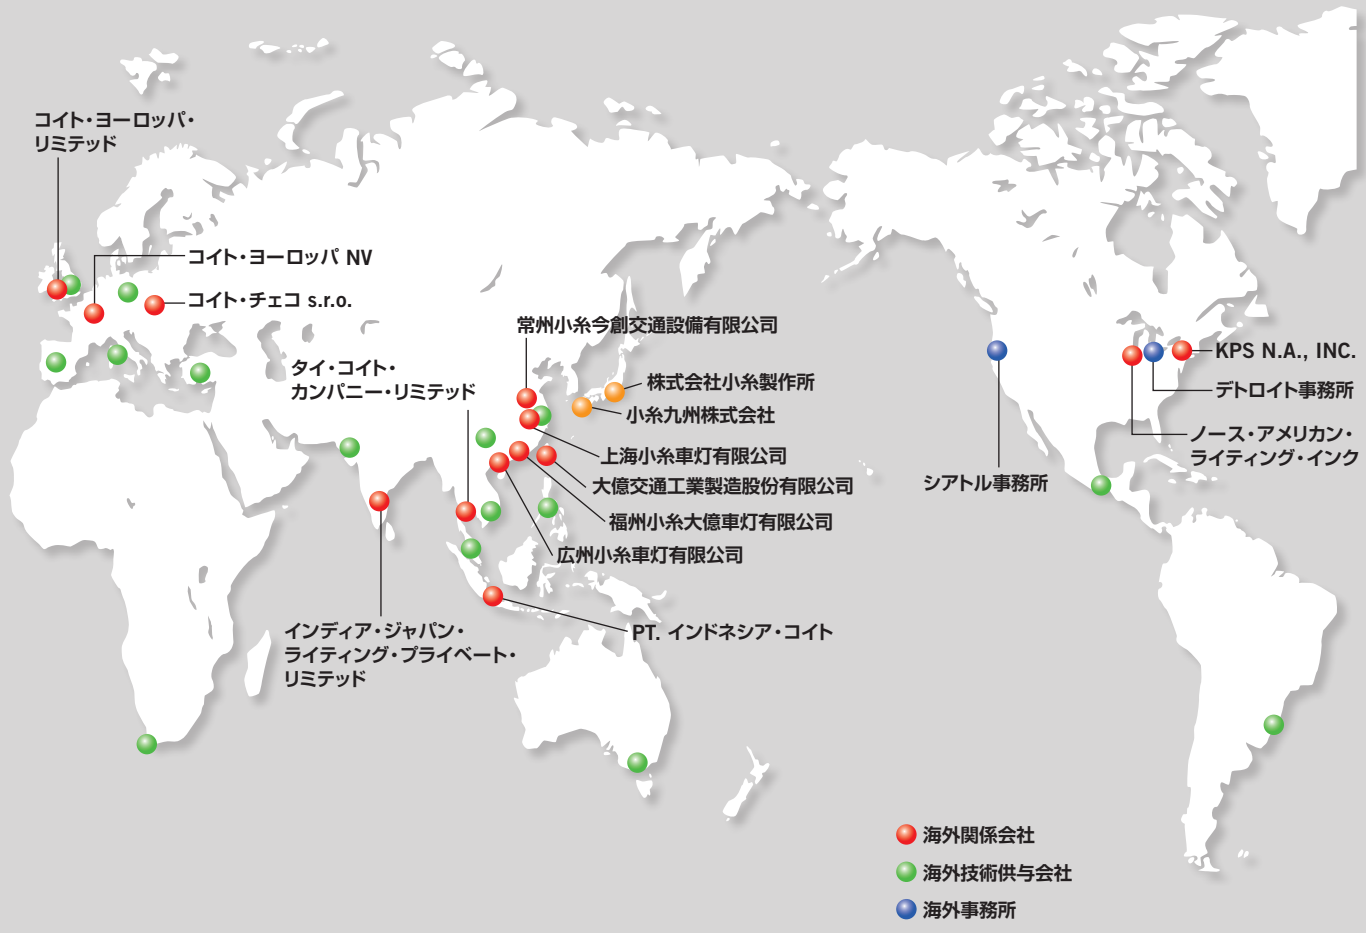 コイト・ヨーロッパ・
リミテッド
コイト・ヨーロッパ NV
コイト・チェコ s.r.o.
常州小糸今創交通設備有限公司
タイ・コイト・
カンパニー・リミテッド
株式会社小糸製作所
小糸九州株式会社
上海小糸車灯有限公司
大億交通工業製造股份有限公司
福州小糸大億車灯有限公司
広州小糸車灯有限公司
インディア・ジャパン・
ライティング・プライベート・
リミテッド
PT. インドネシア・コイト
KPS N.A., INC.
デトロイト事務所
ノース・アメリカン・
ライティング・インク
シアトル事務所
海外関係会社
海外技術供与会社
海外事務所